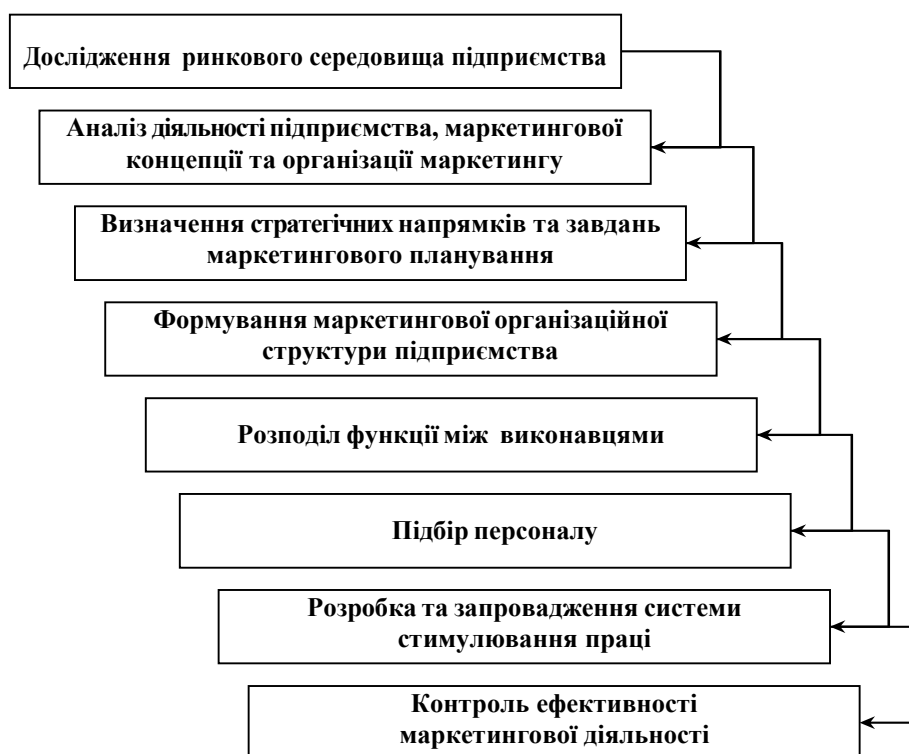 Дослідження ринкового середовища підприємства
Аналіз діяльності підприємства, маркетингової
концепції та організації маркетингу
Визначення стратегічних напрямків та завдань
маркетингового планування
Формування маркетингової організаційної
структури підприємства
Розподіл функції між виконавцями
Підбір персоналу
Розробка та запровадження системи
стимулювання праці
Контроль ефективності
маркетингової діяльності